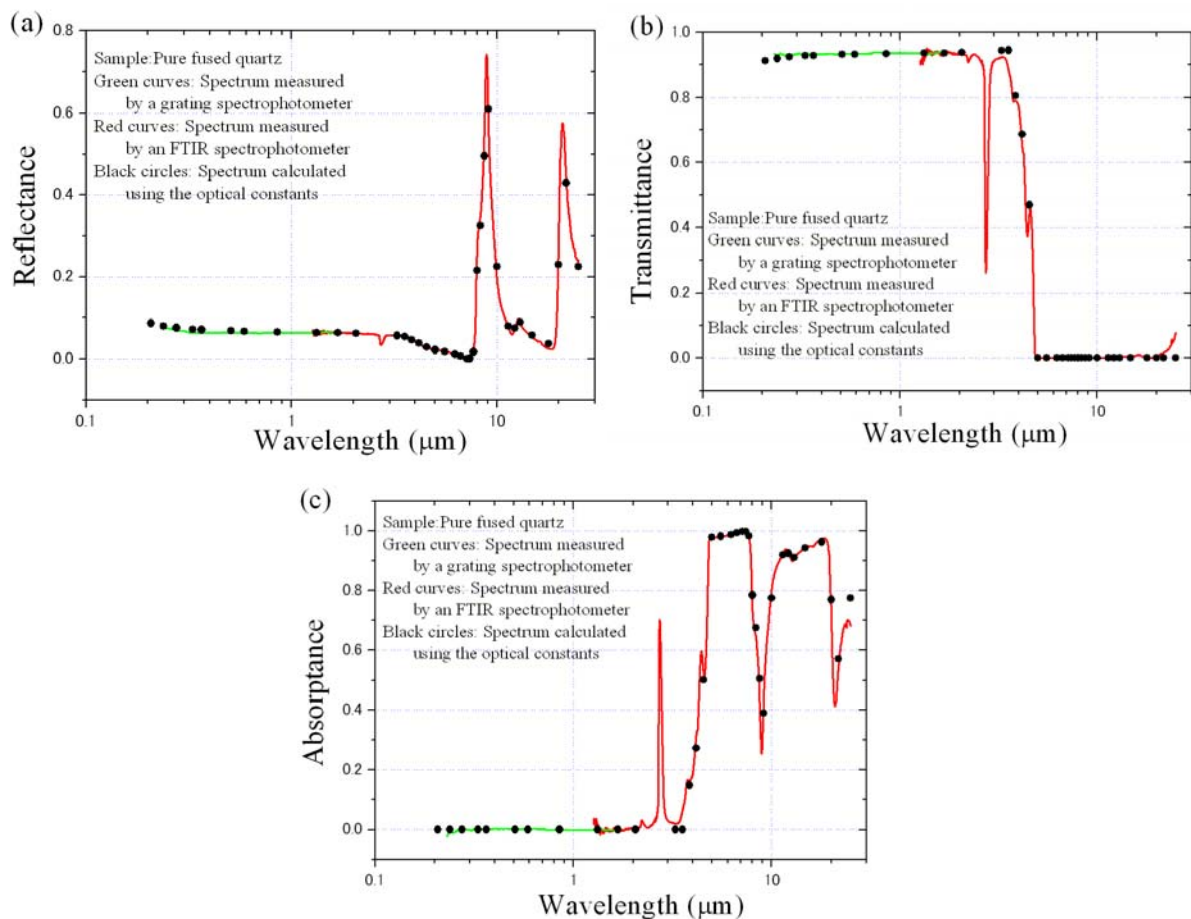 (a)
0.8
0.6
0.4
0.2
0.0
Reflectance
Sample:Pure fused quartz
Green curves: Spectrum measured
by a grating spectrophotometer
Red curves: Spectrum measured
by an FTIR spectrophotometer
Black circles: Spectrum calculated
using the optical constants
0.1 1 10
Wavelength (μm)
(b)
1.0
0.8
0.6
0.4
0.2
0.0
Transmittance
Sample:Pure fused quartz
Green curves: Spectrum measured
by a grating spectrophotometer
Red curves: Spectrum measured
by an FTIR spectrophotometer
Black circles: Spectrum calculated
using the optical constants
0.1 1 10
Wavelength (μm)
(c)
1.0
0.8
0.6
0.4
0.2
0.0
Absorptance
Sample:Pure fused quartz
Green curves: Spectrum measured
by a grating spectrophotometer
Red curves: Spectrum measured
by an FTIR spectrophotometer
Black circles: Spectrum calculated
using the optical constants
0.1 1 10
Wavelength (μm)